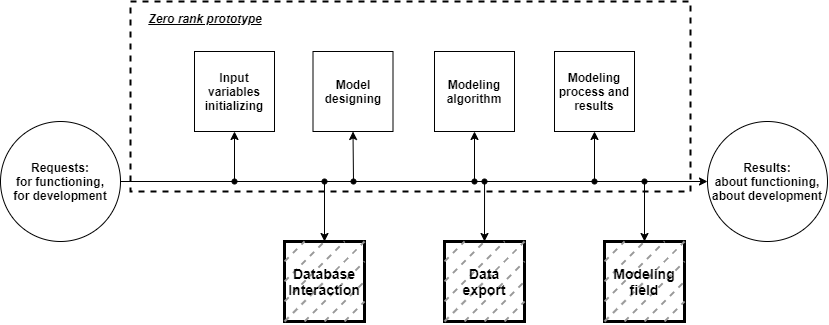 Zero rank prototype
Input
variables
initializing
Model
designing
Modeling
algorithm
Modeling
process and
results
Requests:
for functioning,
for development
Results:
about functioning,
about development
Database
Interaction
Data
export
Modeling
field